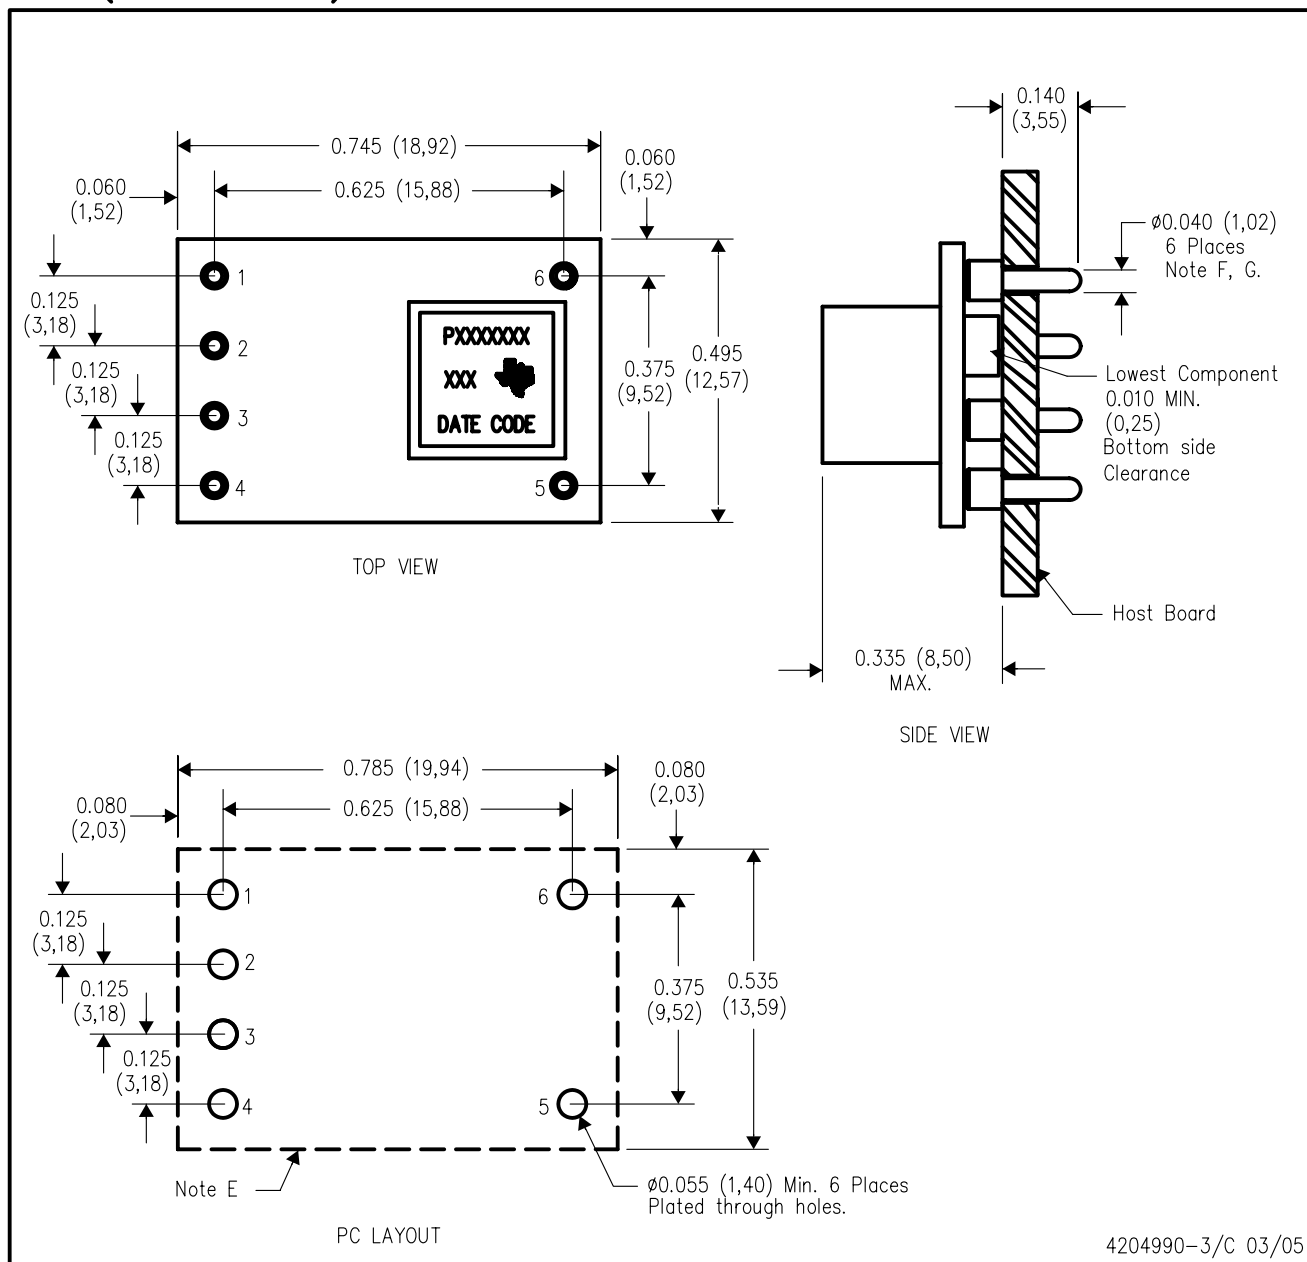 0.745 (18,92)
0.625 (15,88)
0.060
(1,52)
0.060
(1,52)
0.125
(3,18)
0.125
(3,18)
0.125
(3,18)
1
2
3
4
6
5
PXXXXXXX
XXX
DATE CODE
0.375
(9,52)
0.495
(12,57)
TOP VIEW
0.140
(3,55)
ø0.040 (1,02)
6 Places
Note F, G.
Lowest Component
0.010 MIN.
(0,25)
Bottom side
Clearance
Host Board
0.335 (8,50)
MAX.
SIDE VIEW
0.785 (19,94)
0.625 (15,88)
0.080
(2,03)
0.080
(2,03)
0.125
(3,18)
0.125
(3,18)
0.125
(3,18)
1
2
3
4
6
5
0.375
(9,52)
0.535
(13,59)
Note E
ø0.055 (1,40) Min. 6 Places
Plated through holes.
PC LAYOUT
4204990-3/C 03/05